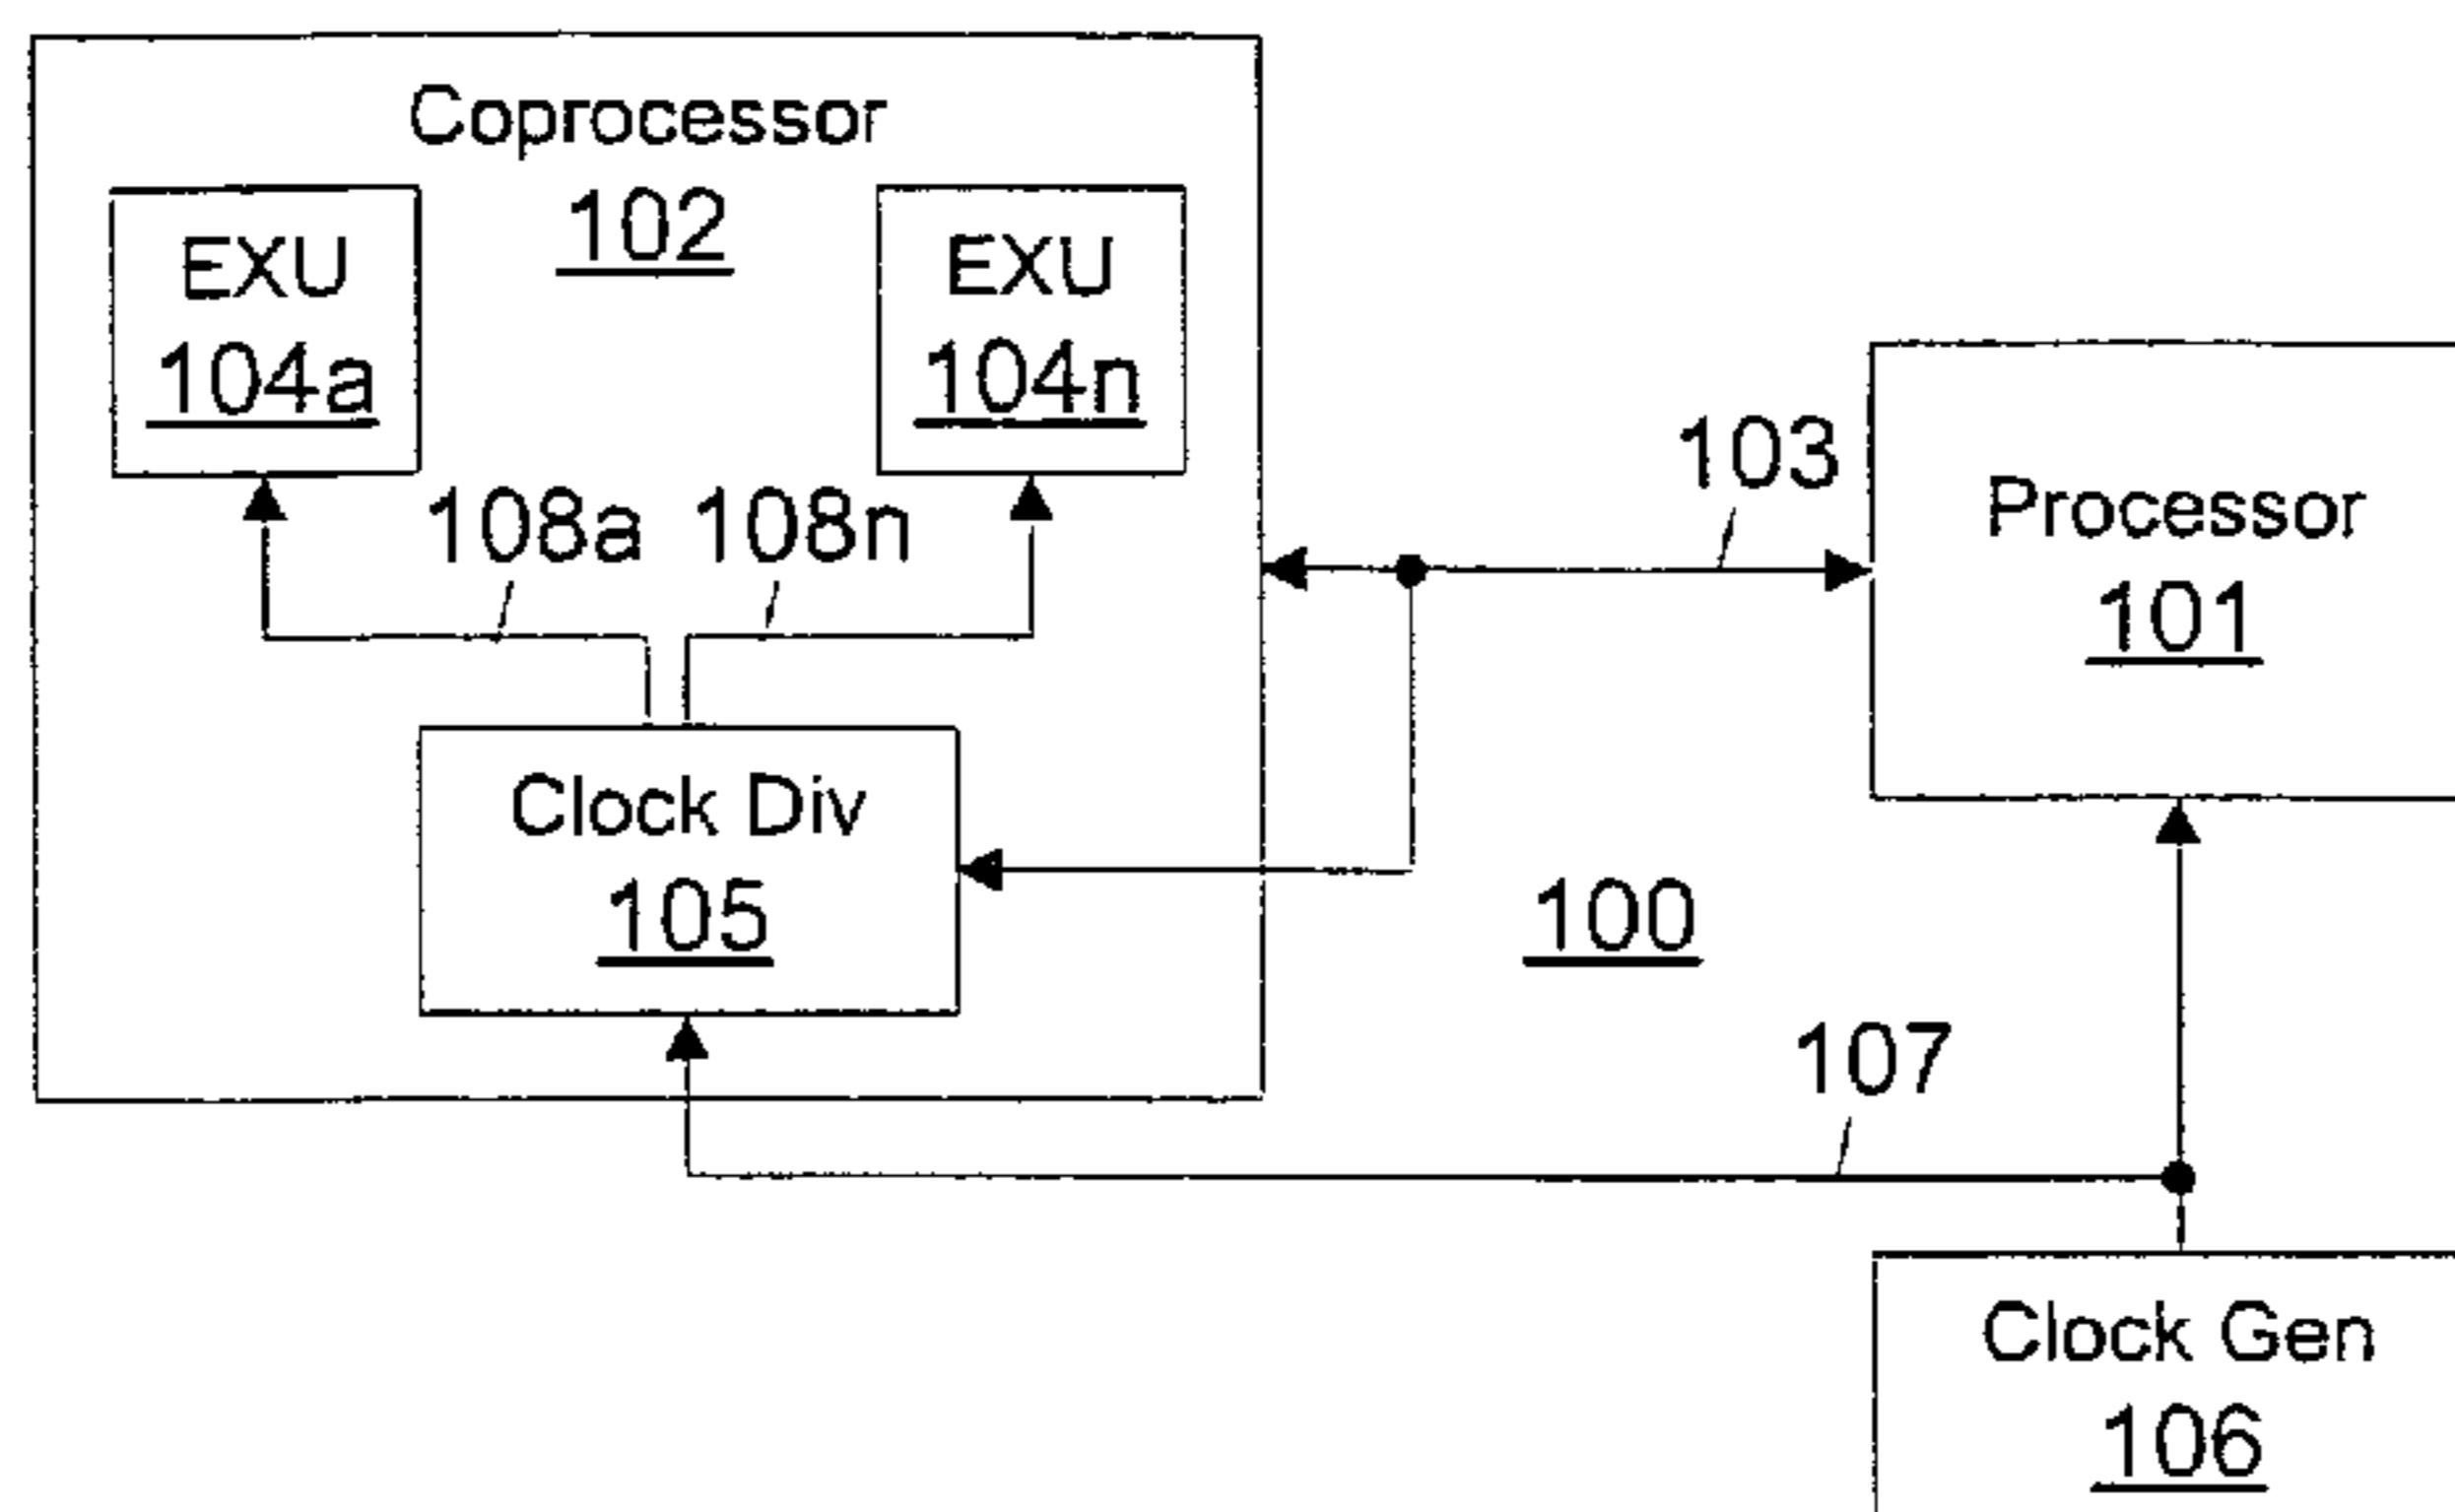 Coprocessor
102
EXU
104a
EXU
104n
108a
108n
103
Processor
101
Clock Div
105
100
107
Clock Gen
106